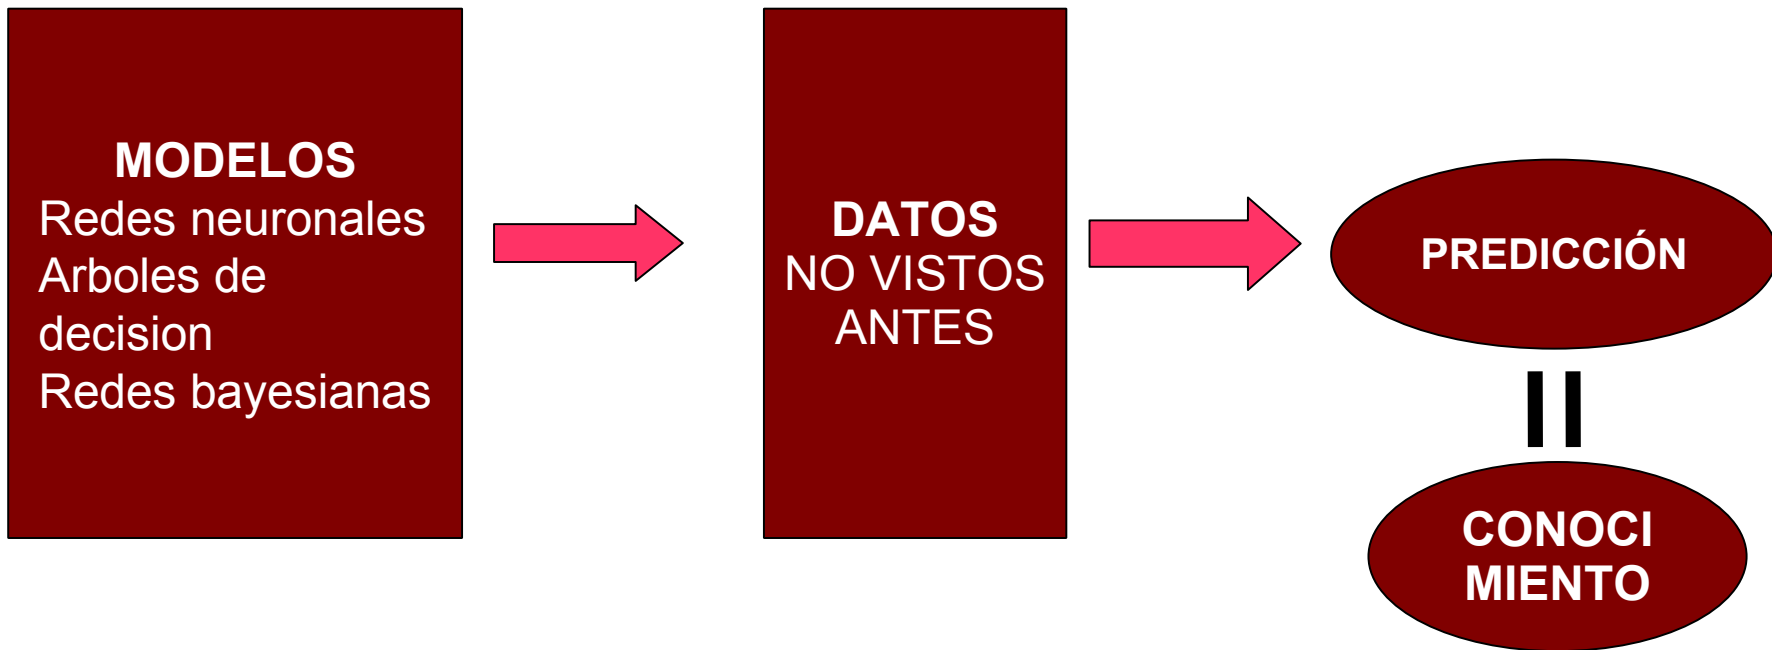 MODELOS
Redes neuronales
Arboles de
decision
Redes bayesianas
DATOS
NO VISTOS
ANTES
PREDICCIÓN
CONOCI
MIENTO